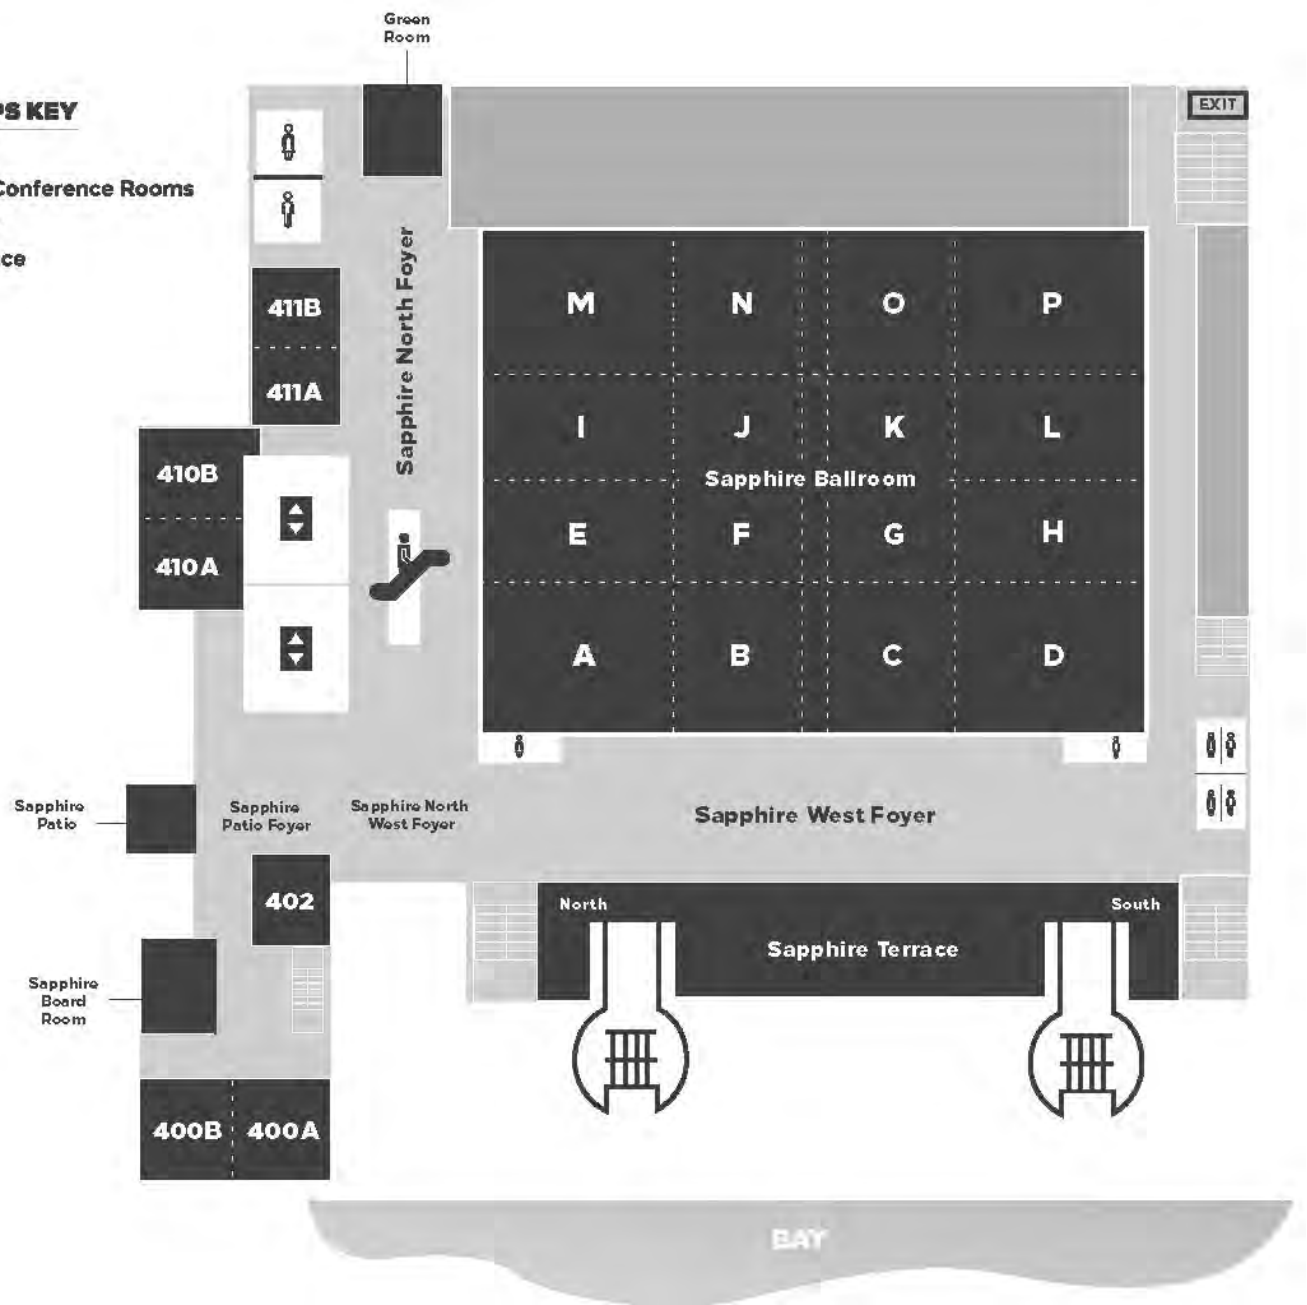 Green
Room
PS KEY
EXIT
Conference Rooms
ce
Sapphire North Foyer
411B
411A
410B
410A
M N O P
I J K L
Sapphire Ballroom
E F G H
A B C D
Sapphire
Patio
Sapphire
Patio Foyer
Sapphire North
West Foyer
Sapphire West Foyer
402
North
South
Sapphire Terrace
Sapphire
Board
Room
400B 400A
BAY